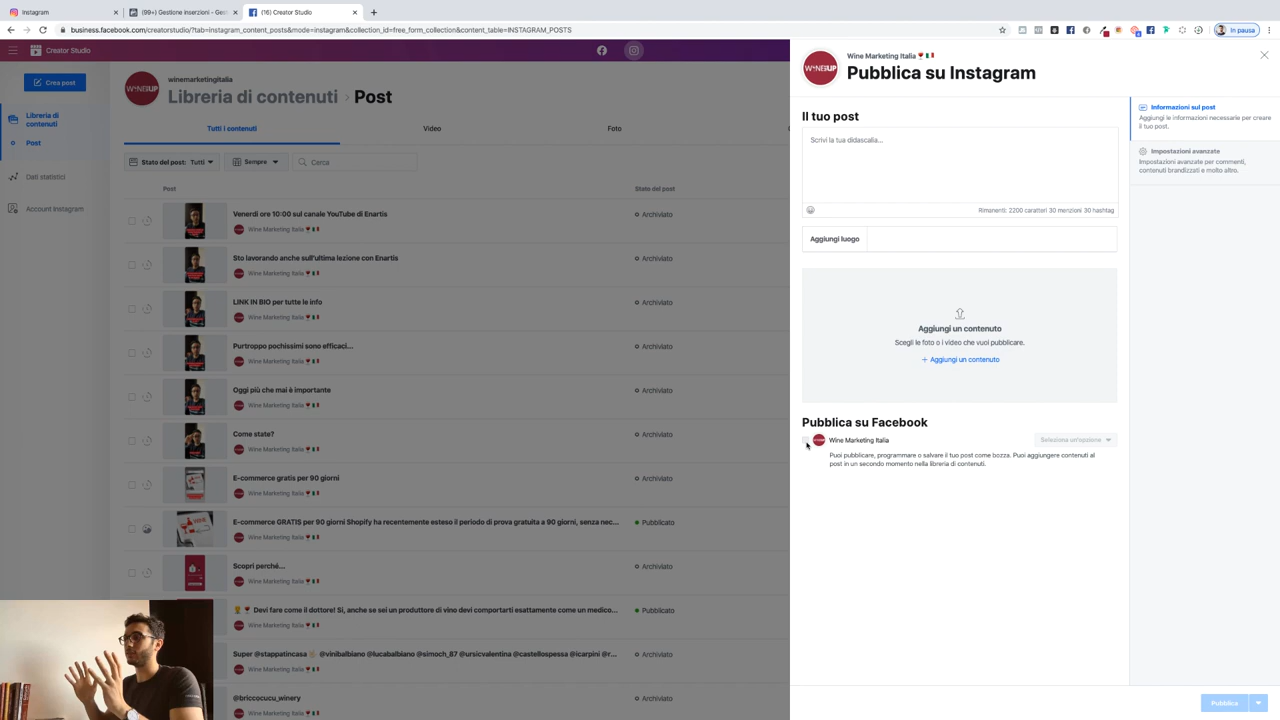 Instagram
(99+) Gestione inserzioni - Gest
(16) Creator Studio
business.facebook.com/creatorstudio/?tab=instagram_content_posts&mode=instagram&collection_id=free_form_collection&content_table=INSTAGRAM_POSTS
In pausa
Creator Studio
Crea post
Libreria di contenuti
Post
Dati statistici
Account Instagram
winemarketingitalia
Libreria di contenuti › Post
Tutti i contenuti
Video
Foto
Stato del post: Tutti
Sempre
Cerca
Post
Stato del post
Venerdì ore 10:00 sul canale YouTube di Enartis
Archiviato
Wine Marketing Italia
Sto lavorando anche sull'ultima lezione con Enartis
Archiviato
Wine Marketing Italia
LINK IN BIO per tutte le info
Archiviato
Wine Marketing Italia
Purtroppo pochissimi sono efficaci...
Archiviato
Wine Marketing Italia
Oggi più che mai è importante
Archiviato
Wine Marketing Italia
Come state?
Archiviato
Wine Marketing Italia
E-commerce gratis per 90 giorni
Archiviato
Wine Marketing Italia
E-commerce GRATIS per 90 giorni Shopify ha recentemente esteso il periodo di prova gratuita a 90 giorni, senza nec...
Pubblicato
Wine Marketing Italia
Scopri perché....
Archiviato
Wine Marketing Italia
Devi fare come il dottore! Sì, anche se sei un produttore di vino devi comportarti esattamente come un medico...
Pubblicato
Wine Marketing Italia
Super @stappatincasa @vinibalbiano @lucabalbiano @simoch_87 @ursicvalentina @castellospessa @icarpini @r...
Archiviato
Wine Marketing Italia
@briccocucu_winery
Archiviato
Wine Marketing Italia
WINEUP
Wine Marketing Italia
Pubblica su Instagram
Il tuo post
Scrivi la tua didascalia...
Rimanenti: 2200 caratteri 30 menzioni 30 hashtag
Aggiungi luogo
Aggiungi un contenuto
Scegli le foto o i video che vuoi pubblicare.
+ Aggiungi un contenuto
Pubblica su Facebook
Wine Marketing Italia
Seleziona un'opzione
Puoi pubblicare, programmare o salvare il tuo post come bozza. Puoi aggiungere contenuti al
post in un secondo momento nella libreria di contenuti.
Informazioni sul post
Aggiungi le informazioni necessarie per creare
il tuo post.
Impostazioni avanzate
Impostazioni avanzate per commenti,
contenuti brandizzati e molto altro.
Pubblica